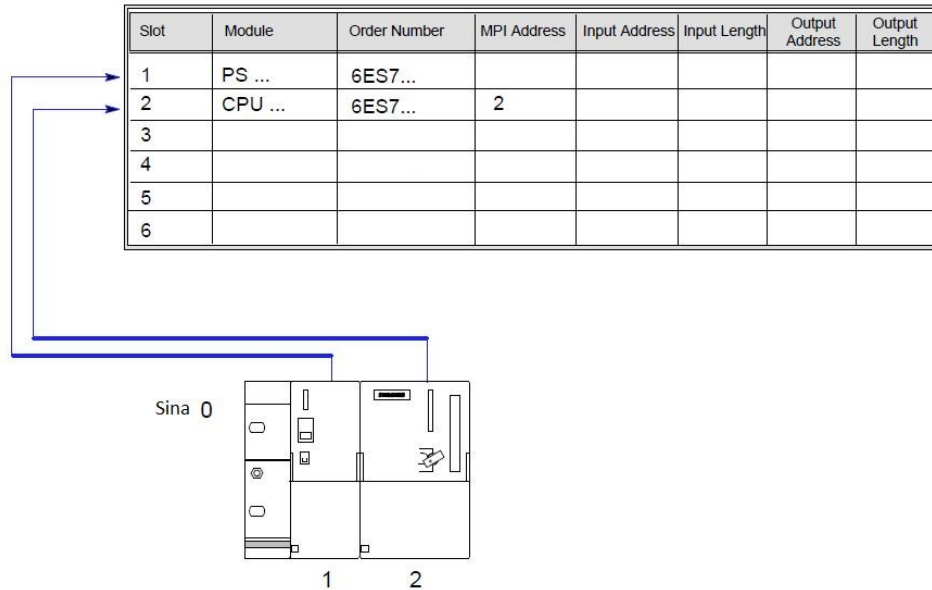 Slot Module Order Number MPI Address Input Address Input Length Output Address Output Length
1 PS ... 6ES7...
2 CPU ... 6ES7... 2
3
4
5
6
Sina 0
1 2